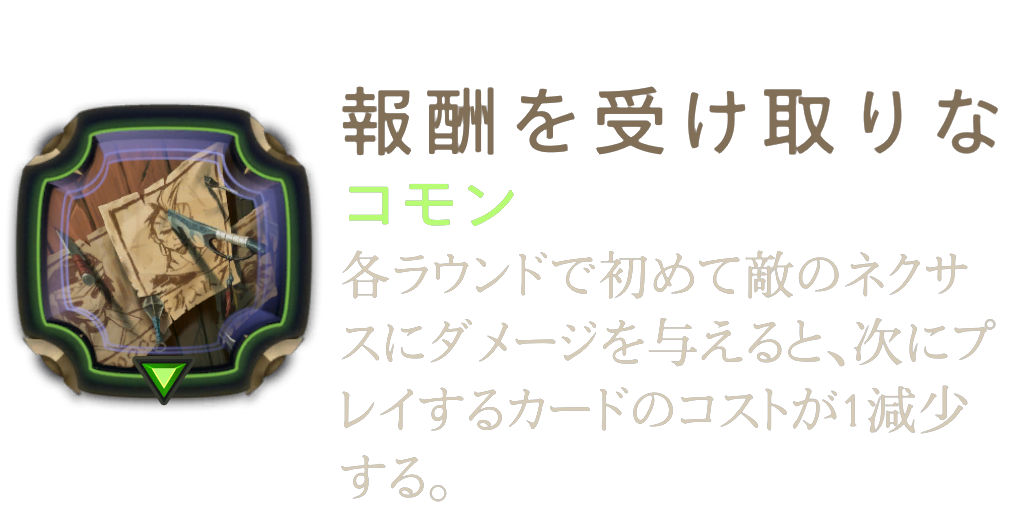 報酬を受け取りな
コモン
各ラウンドで初めて敵のネクサ
スにダメージを与えると、次にプ
レイするカードのコストが1減少
する。